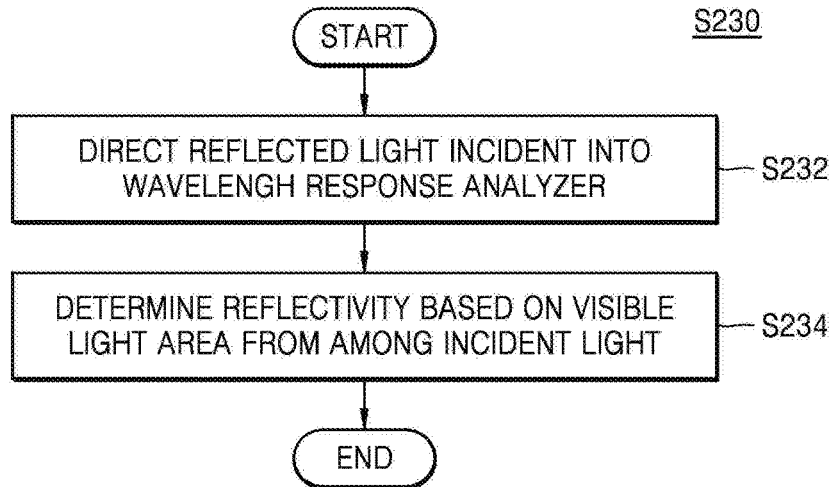 START
S230
DIRECT REFLECTED LIGHT INCIDENT INTO
WAVELENGH RESPONSE ANALYZER
S232
DETERMINE REFLECTIVITY BASED ON VISIBLE
LIGHT AREA FROM AMONG INCIDENT LIGHT
S234
END